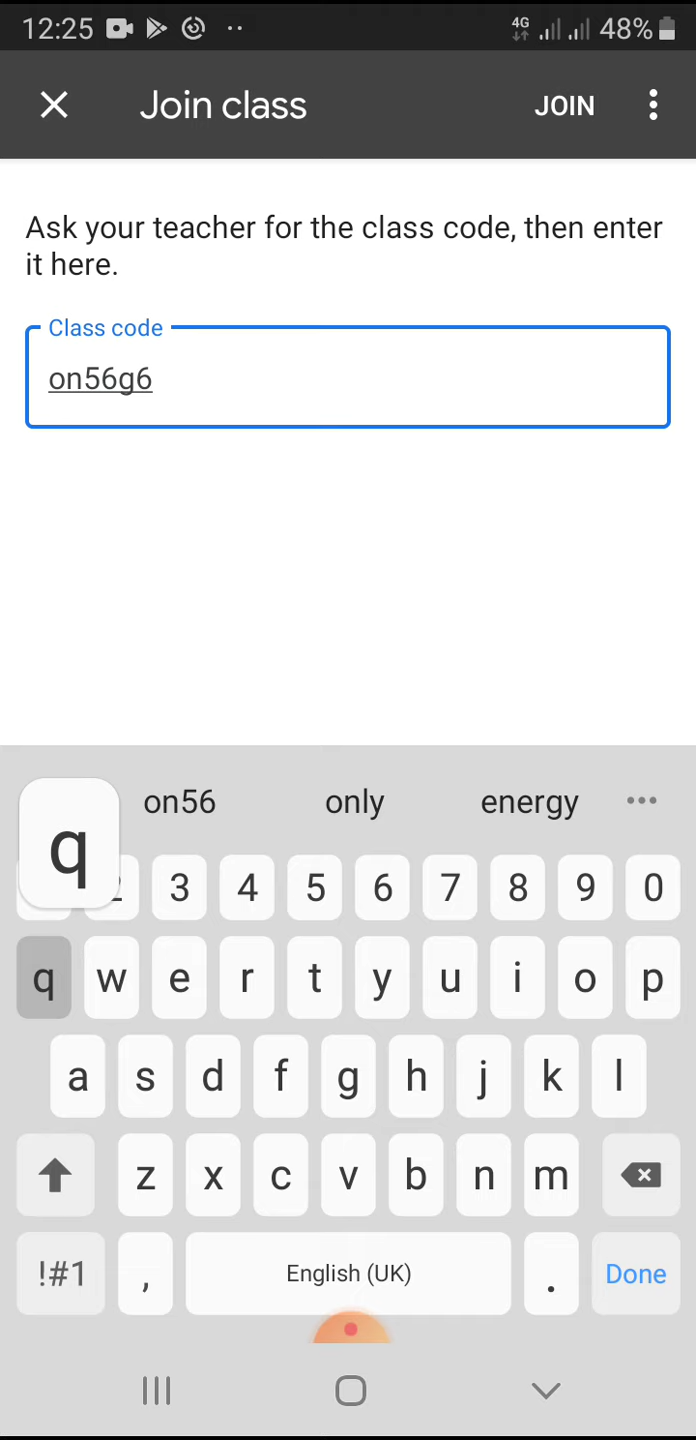 12:25 4G 48%
Join class JOIN
Ask your teacher for the class code, then enter
it here.
Class code
on56g6
on56 only energy
q
3 4 5 6 7 8 9 0
q w e r t y u i o p
a s d f g h j k l
z x c v b n m
!#1 , English (UK) . Done